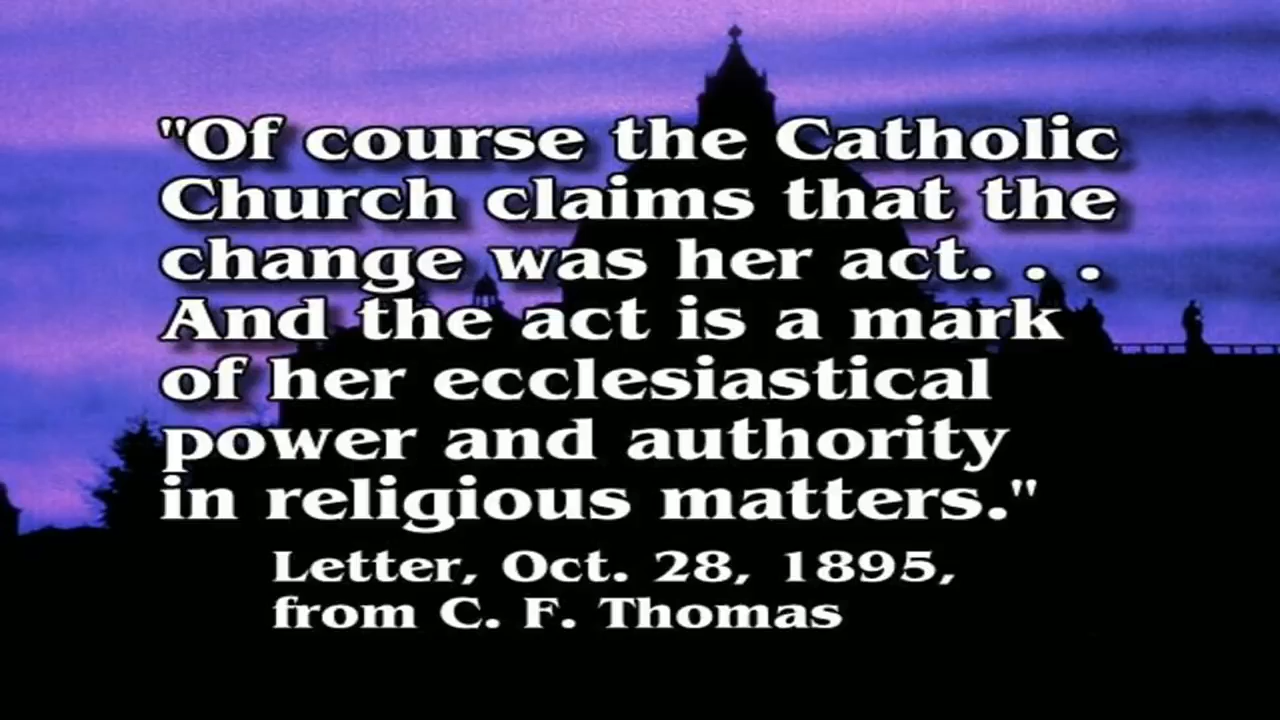 "Of course the Catholic
Church claims that the
change was her act. . .
And the act is a mark
of her ecclesiastical
power and authority
in religious matters."
Letter, Oct. 28, 1895,
from C. F. Thomas